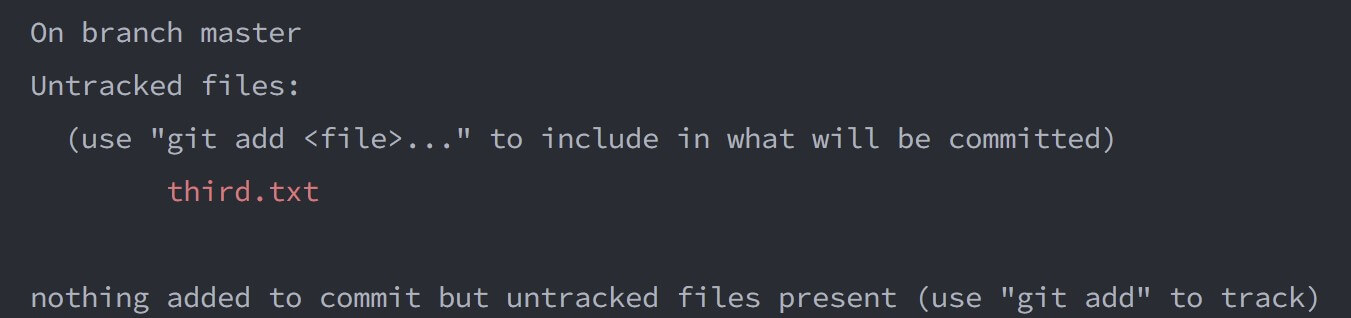 On branch master
Untracked files:
  (use "git add <file>..." to include in what will be committed)
        third.txt

nothing added to commit but untracked files present (use "git add" to track)